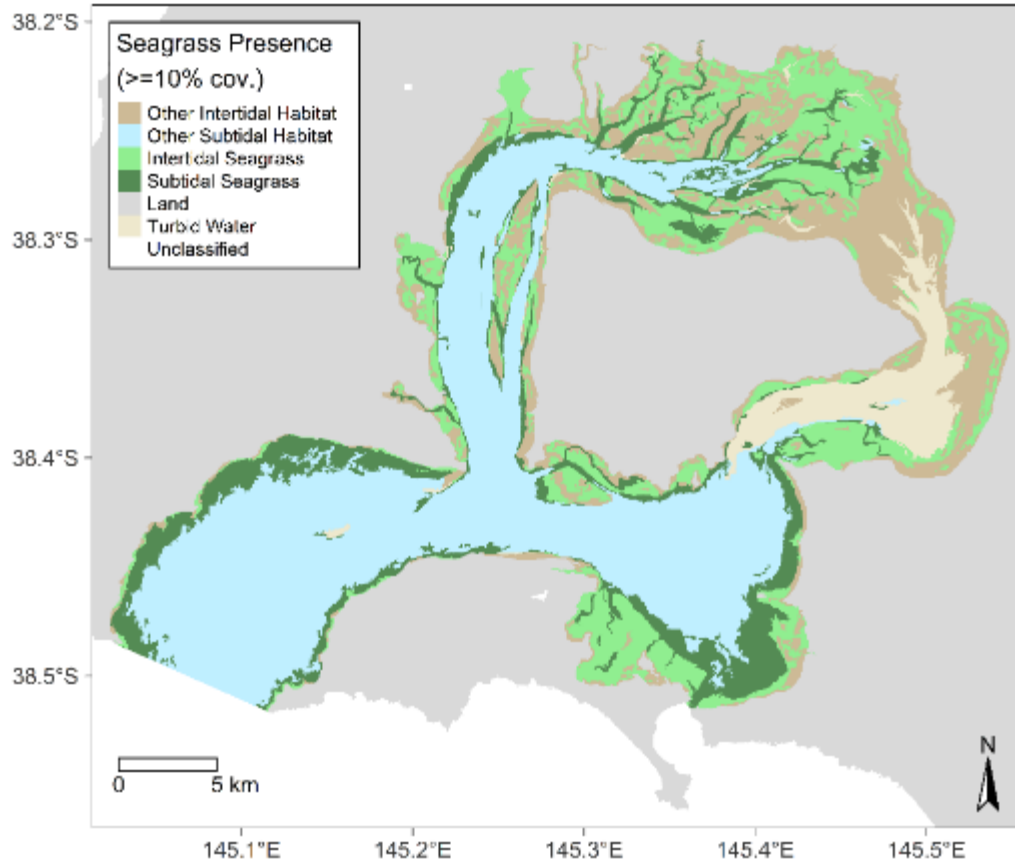 38.2°S
Seagrass Presence
(>=10% cov.)
Other Intertidal Habitat
Other Subtidal Habitat
Intertidal Seagrass
Subtidal Seagrass
Land
Turbid Water
Unclassified
38.3°S
38.4°S
38.5°S
0 5 km
N
145.1°E 145.2°E 145.3°E 145.4°E 145.5°E